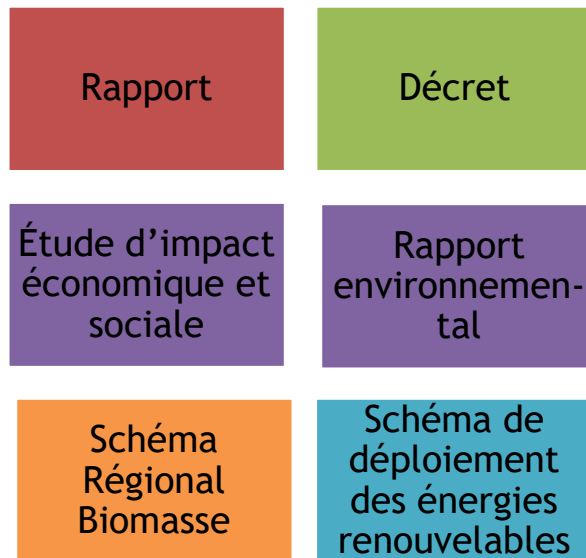 Rapport
Décret
Étude d’impact
économique et
sociale
Rapport
environnemen-
tal
Schéma
Régional
Biomasse
Schéma de
déploiement
des énergies
renouvelables